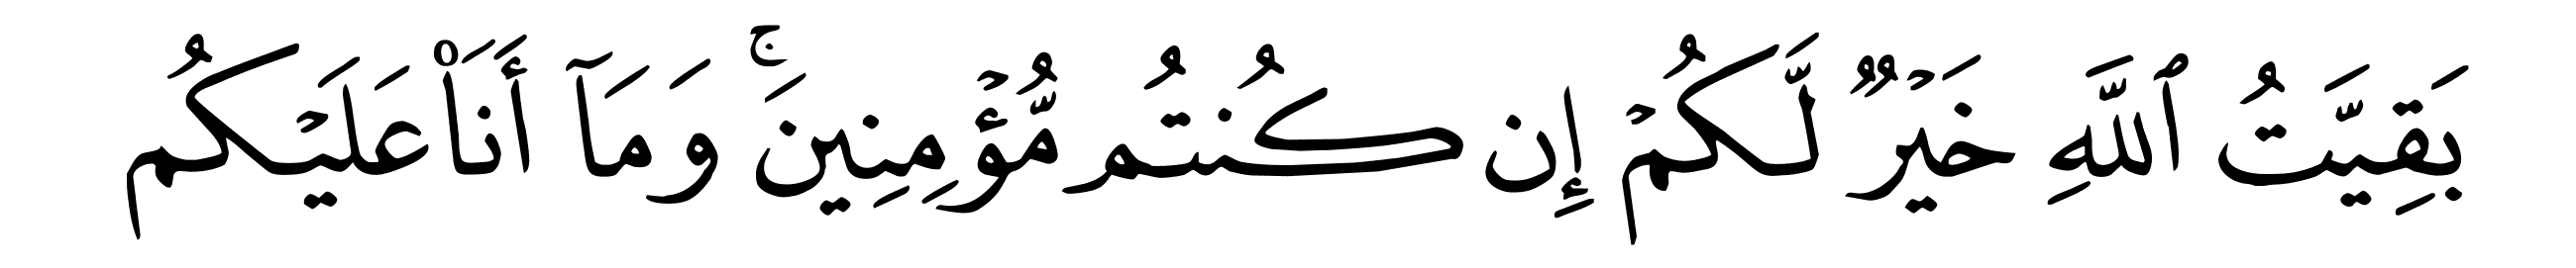 بَقِيَّتُ ٱللَّهِ خَيْرٌ لَّكُمْ إِن كُنتُم مُّؤْمِنِينَ ۚ وَمَآ أَنَا۠ عَلَيْكُم